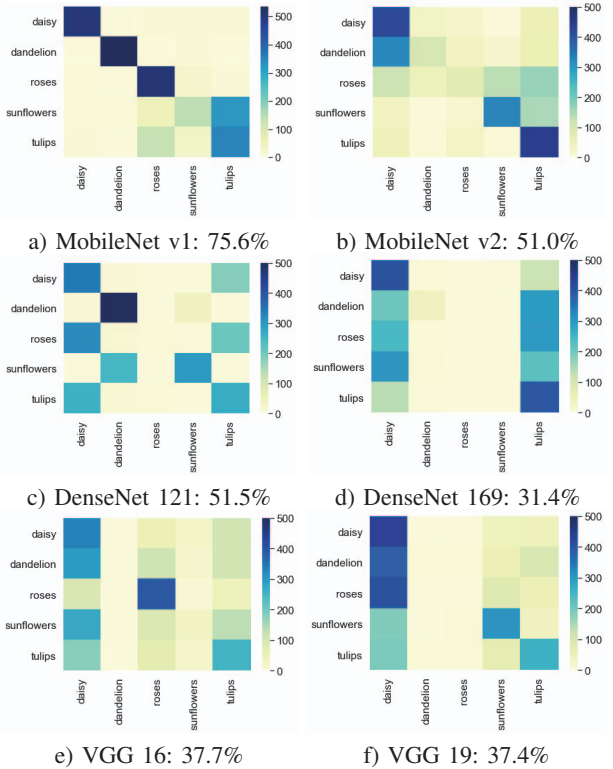 daisy
dandelion
roses
sunflowers
tulips
500
400
300
200
100
0
daisy
dandelion
roses
sunflowers
tulips
a) MobileNet v1: 75.6%
daisy
dandelion
roses
sunflowers
tulips
500
400
300
200
100
0
daisy
dandelion
roses
sunflowers
tulips
b) MobileNet v2: 51.0%
daisy
dandelion
roses
sunflowers
tulips
500
400
300
200
100
0
daisy
dandelion
roses
sunflowers
tulips
c) DenseNet 121: 51.5%
daisy
dandelion
roses
sunflowers
tulips
500
400
300
200
100
0
daisy
dandelion
roses
sunflowers
tulips
d) DenseNet 169: 31.4%
daisy
dandelion
roses
sunflowers
tulips
500
400
300
200
100
0
daisy
dandelion
roses
sunflowers
tulips
e) VGG 16: 37.7%
daisy
dandelion
roses
sunflowers
tulips
500
400
300
200
100
0
daisy
dandelion
roses
sunflowers
tulips
f) VGG 19: 37.4%